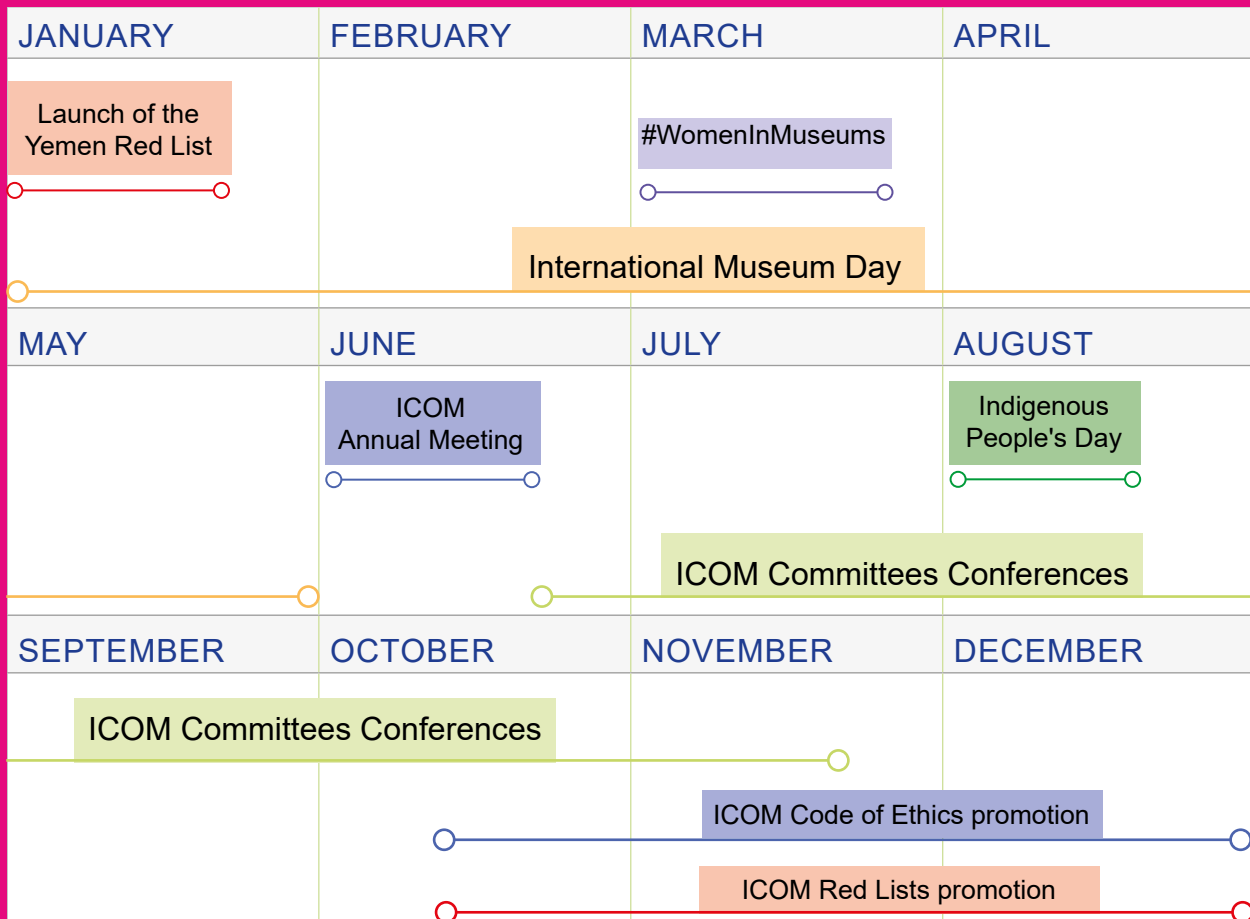 JANUARY
FEBRUARY
MARCH
APRIL
Launch of the
Yemen Red List
#WomenInMuseums
International Museum Day
MAY
JUNE
JULY
AUGUST
ICOM
Annual Meeting
Indigenous
People's Day
ICOM Committees Conferences
SEPTEMBER
OCTOBER
NOVEMBER
DECEMBER
ICOM Committees Conferences
ICOM Code of Ethics promotion
ICOM Red Lists promotion